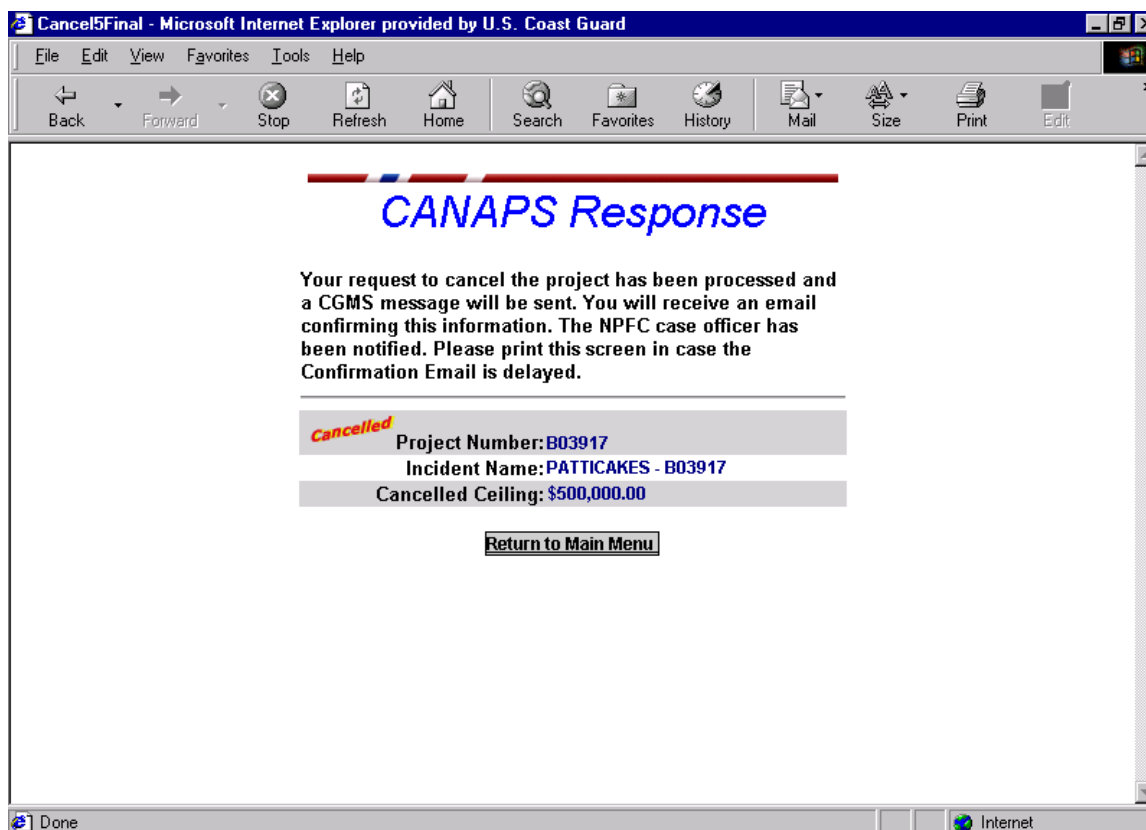 Cancel5Final - Microsoft Internet Explorer provided by U.S. Coast Guard
File Edit View Favorites Tools Help
Back Forward Stop Refresh Home Search Favorites History Mail Size Print Edit
CANAPS Response
Your request to cancel the project has been processed and
a CGMS message will be sent. You will receive an email
confirming this information. The NPFC case officer has
been notified. Please print this screen in case the
Confirmation Email is delayed.
Cancelled
Project Number: B03917
Incident Name: PATTICAKES - B03917
Cancelled Ceiling: $500,000.00
Return to Main Menu
Done Internet